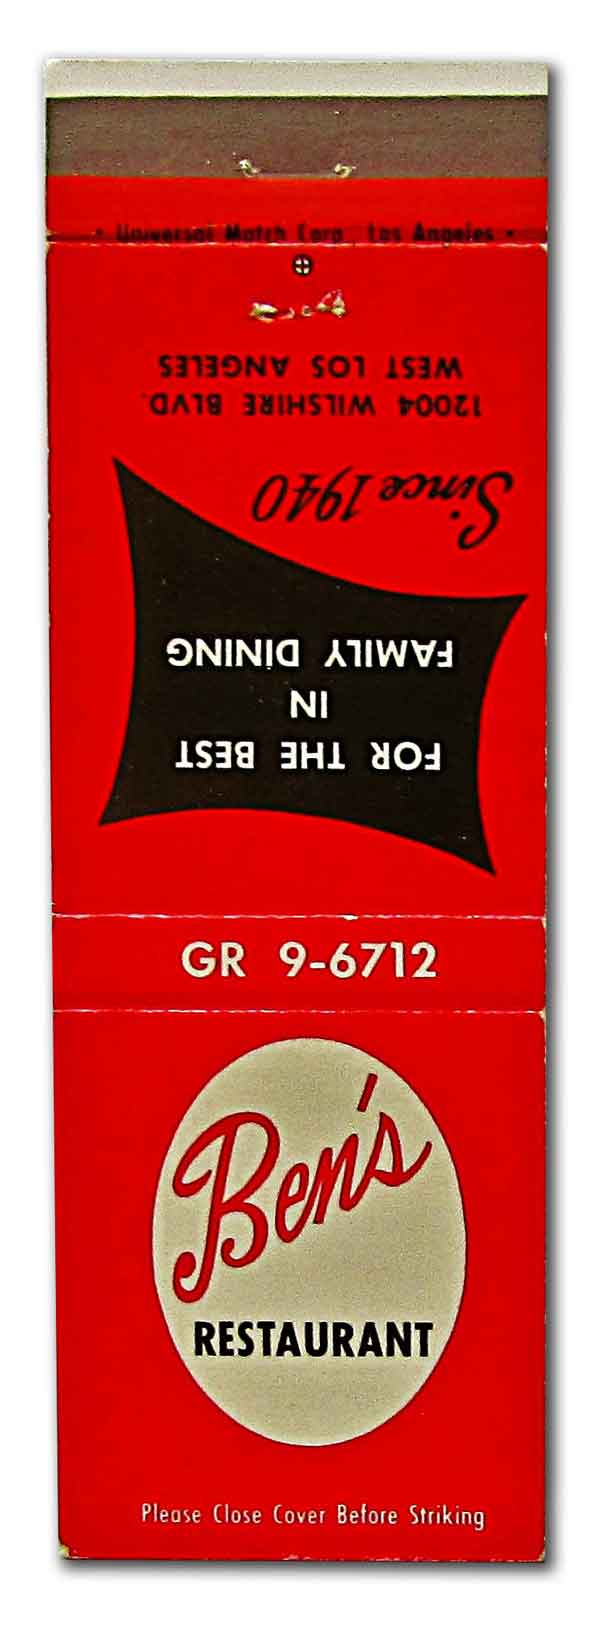 • Universal Match Corp., Los Angeles •
FOR THE BEST
IN
FAMILY DINING
Since 1940
12004 WILSHIRE BLVD.
WEST LOS ANGELES
GR 9-6712
Ben's
RESTAURANT
Please Close Cover Before Striking